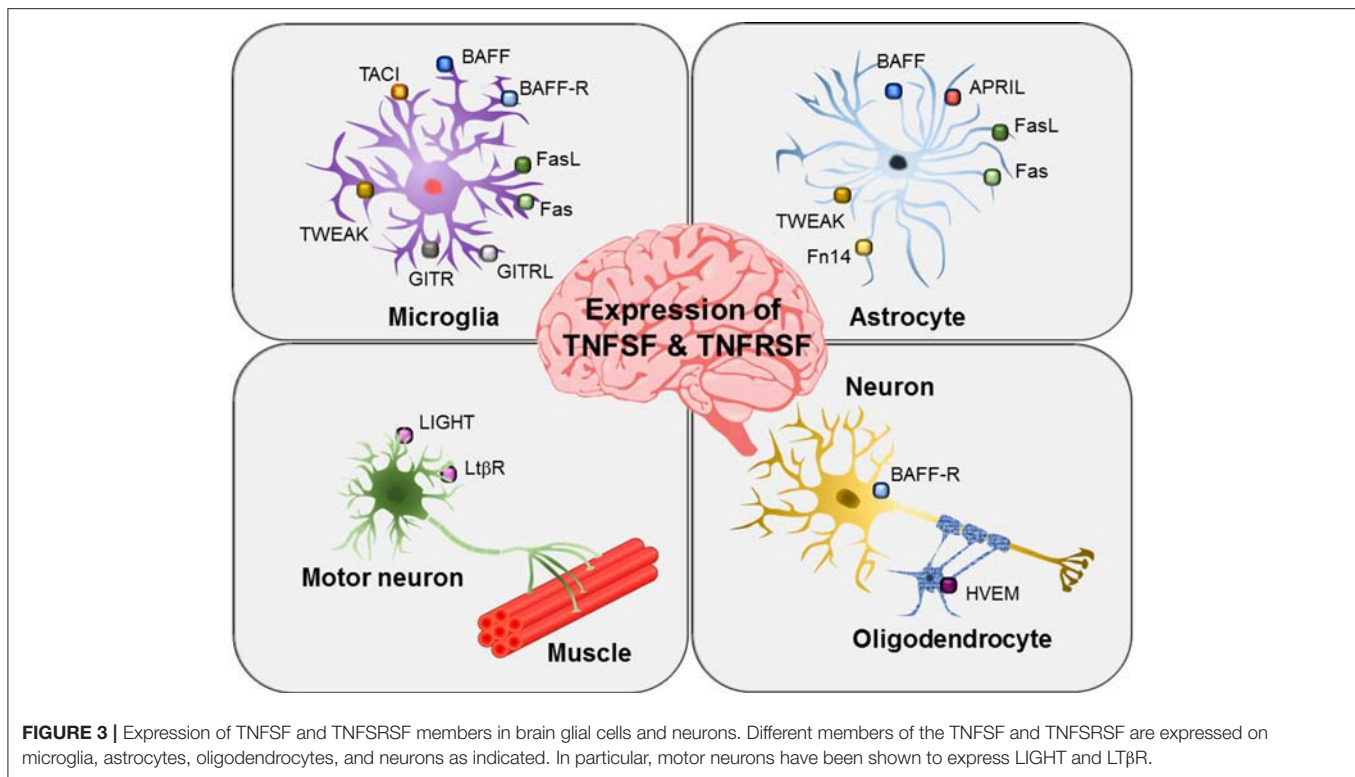 TACI
BAFF
BAFF-R
FasL
Fas
TWEAK
GITR
GITRL
Microglia
BAFF
APRIL
FasL
Fas
TWEAK
Fn14
Astrocyte
Expression of
TNFSF & TNFRSF
LIGHT
LtβR
Motor neuron
Muscle
Neuron
BAFF-R
HVEM
Oligodendrocyte
FIGURE 3 | Expression of TNFSF and TNFSRSF members in brain glial cells and neurons. Different members of the TNFSF and TNFSRSF are expressed on
microglia, astrocytes, oligodendrocytes, and neurons as indicated. In particular, motor neurons have been shown to express LIGHT and LTβR.